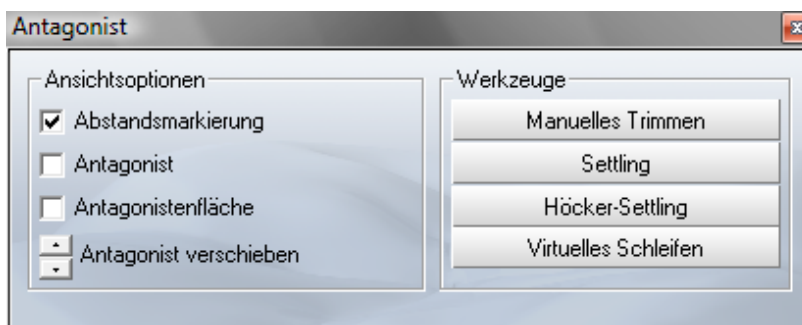 Antagonist
Ansichtsoptionen
Abstandsmarkierung
Antagonist
Antagonistenfläche
Antagonist verschieben
Werkzeuge
Manuelles Trimmen
Settling
Höcker-Settling
Virtuelles Schleifen